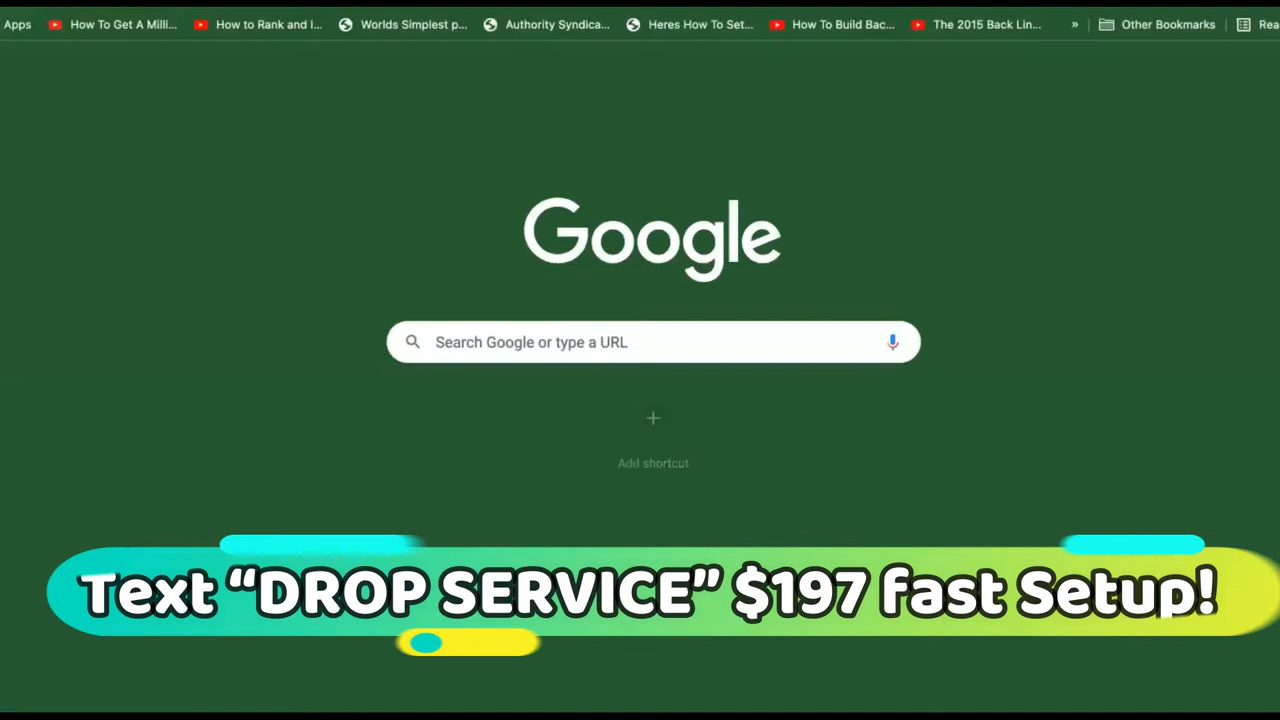 Apps How To Get A Milli... How to Rank and I... Worlds Simplest p... Authority Syndica... Heres How To Set... How To Build Bac... The 2015 Back Lin... » Other Bookmarks Rea
Google
Search Google or type a URL
+
Add shortcut
Text “DROP SERVICE” $197 fast Setup!